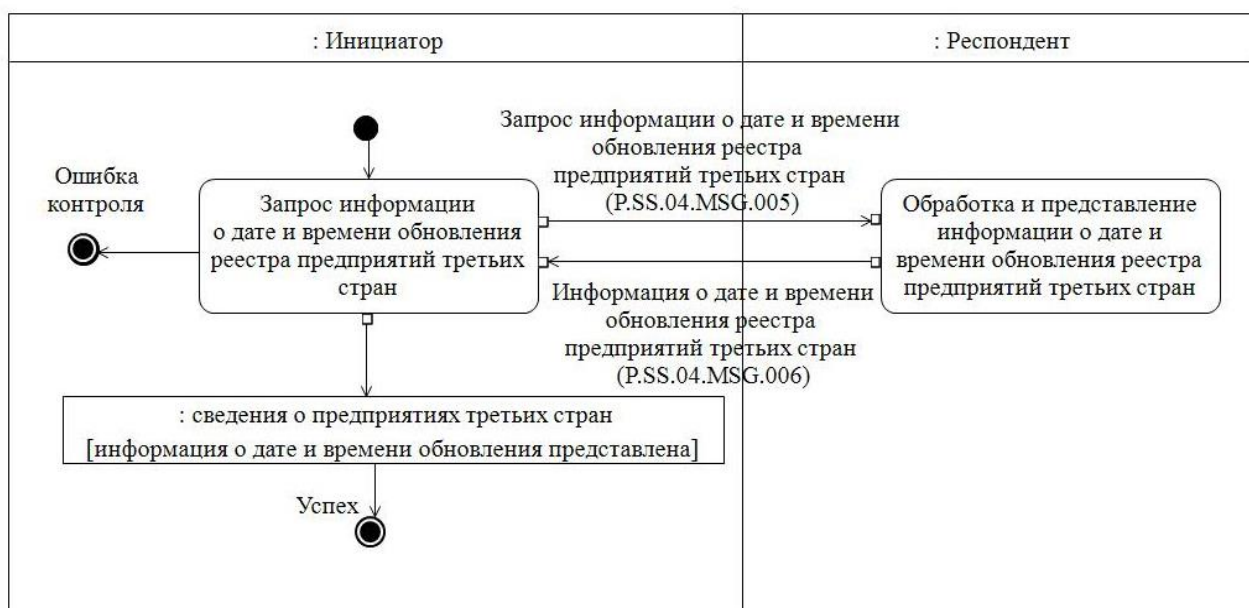 : Инициатор
: Респондент
Запрос информации о дате и времени
обновления реестра
предприятий третьих стран
(P.SS.04.MSG.005)
Ошибка
контроля
Запрос информации
о дате и времени обновления
реестра предприятий третьих
стран
Обработка и представление
информации о дате и
времени обновления реестра
предприятий третьих стран
Информация о дате и времени
обновления реестра
предприятий третьих стран
(P.SS.04.MSG.006)
: сведения о предприятиях третьих стран
[информация о дате и времени обновления представлена]
Успех